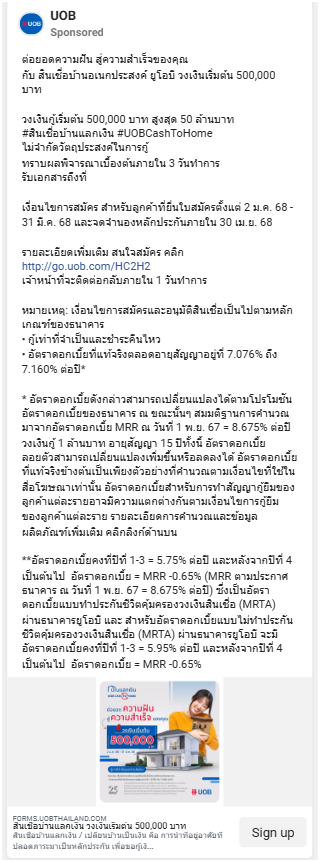 UOB
UOB
Sponsored
ต่อยอดความฝัน สู่ความสำเร็จของคุณ
กับ สินเชื่อบ้านอเนกประสงค์ ยูโอบี วงเงินเริ่มต้น 500,000
บาท
วงเงินกู้เริ่มต้น 500,000 บาท สูงสุด 50 ล้านบาท
#สินเชื่อบ้านแลกเงิน #UOBCashToHome
ไม่จำกัดวัตถุประสงค์ในการกู้
ทราบผลพิจารณาเบื้องต้นภายใน 3 วันทำการ
รับเอกสารถึงที่
เงื่อนไขการสมัคร สำหรับลูกค้าที่ยื่นใบสมัครตั้งแต่ 2 ม.ค. 68 -
31 มี.ค. 68 และจดจำนองหลักประกันภายใน 30 เม.ย. 68
รายละเอียดเพิ่มเติม สนใจสมัคร คลิก
http://go.uob.com/HC2H2
เจ้าหน้าที่จะติดต่อกลับภายใน 1 วันทำการ
หมายเหตุ: เงื่อนไขการสมัครและอนุมัติสินเชื่อเป็นไปตามหลัก
เกณฑ์ของธนาคาร
• กู้เท่าที่จำเป็นและชำระคืนไหว
• อัตราดอกเบี้ยที่แท้จริงตลอดอายุสัญญาอยู่ที่ 7.076% ถึง
7.160% ต่อปี*
* อัตราดอกเบี้ยดังกล่าวสามารถเปลี่ยนแปลงได้ตามโปรโมชัน
อัตราดอกเบี้ยของธนาคาร ณ ขณะนั้นๆ สมมติฐานการคำนวณ
มาจากอัตราดอกเบี้ย MRR ณ วันที่ 1 พ.ย. 67 = 8.675% ต่อปี
วงเงินกู้ 1 ล้านบาท อายุสัญญา 15 ปีทั้งนี้ อัตราดอกเบี้ย
ลอยตัวสามารถเปลี่ยนแปลงเพิ่มขึ้นหรือลดลงได้ อัตราดอกเบี้ย
ที่แท้จริงข้างต้นเป็นเพียงตัวอย่างที่คำนวณตามเงื่อนไขที่ใช้ใน
สื่อโฆษณาเท่านั้น อัตราดอกเบี้ยสำหรับการทำสัญญากู้ยืมของ
ลูกค้าแต่ละรายอาจมีความแตกต่างกันตามเงื่อนไขการกู้ยืม
ของลูกค้าแต่ละราย รายละเอียดการคำนวณและข้อมูล
ผลิตภัณฑ์เพิ่มเติม คลิกลิงก์ด้านบน
**อัตราดอกเบี้ยคงที่ปีที่ 1-3 = 5.75% ต่อปี และหลังจากปีที่ 4
เป็นต้นไป อัตราดอกเบี้ย = MRR -0.65% (MRR ตามประกาศ
ธนาคาร ณ วันที่ 1 พ.ย. 67 = 8.675% ต่อปี) ซึ่งเป็นอัตรา
ดอกเบี้ยแบบทำประกันชีวิตคุ้มครองวงเงินสินเชื่อ (MRTA)
ผ่านธนาคารยูโอบี และ สำหรับอัตราดอกเบี้ยแบบไม่ทำประกัน
ชีวิตคุ้มครองวงเงินสินเชื่อ (MRTA) ผ่านธนาคารยูโอบี จะมี
อัตราดอกเบี้ยคงที่ปีที่ 1-3 = 5.95% ต่อปี และหลังจากปีที่ 4
เป็นต้นไป อัตราดอกเบี้ย = MRR -0.65%
ต่อยอด ความฝัน
สู่ ความสำเร็จ ของคุณ
วงเงินเริ่มต้น
500,000
UOB
FORMS.UOBTHAILAND.COM
สินเชื่อบ้านแลกเงิน วงเงินเริ่มต้น 500,000 บาท
สินเชื่อบ้านแลกเงิน / เปลี่ยนบ้านเป็นเงิน คือ การนำที่อยู่อาศัยที่
ปลอดภาระมาเป็นหลักประกัน เพื่อขอกู้เงิ...
Sign up